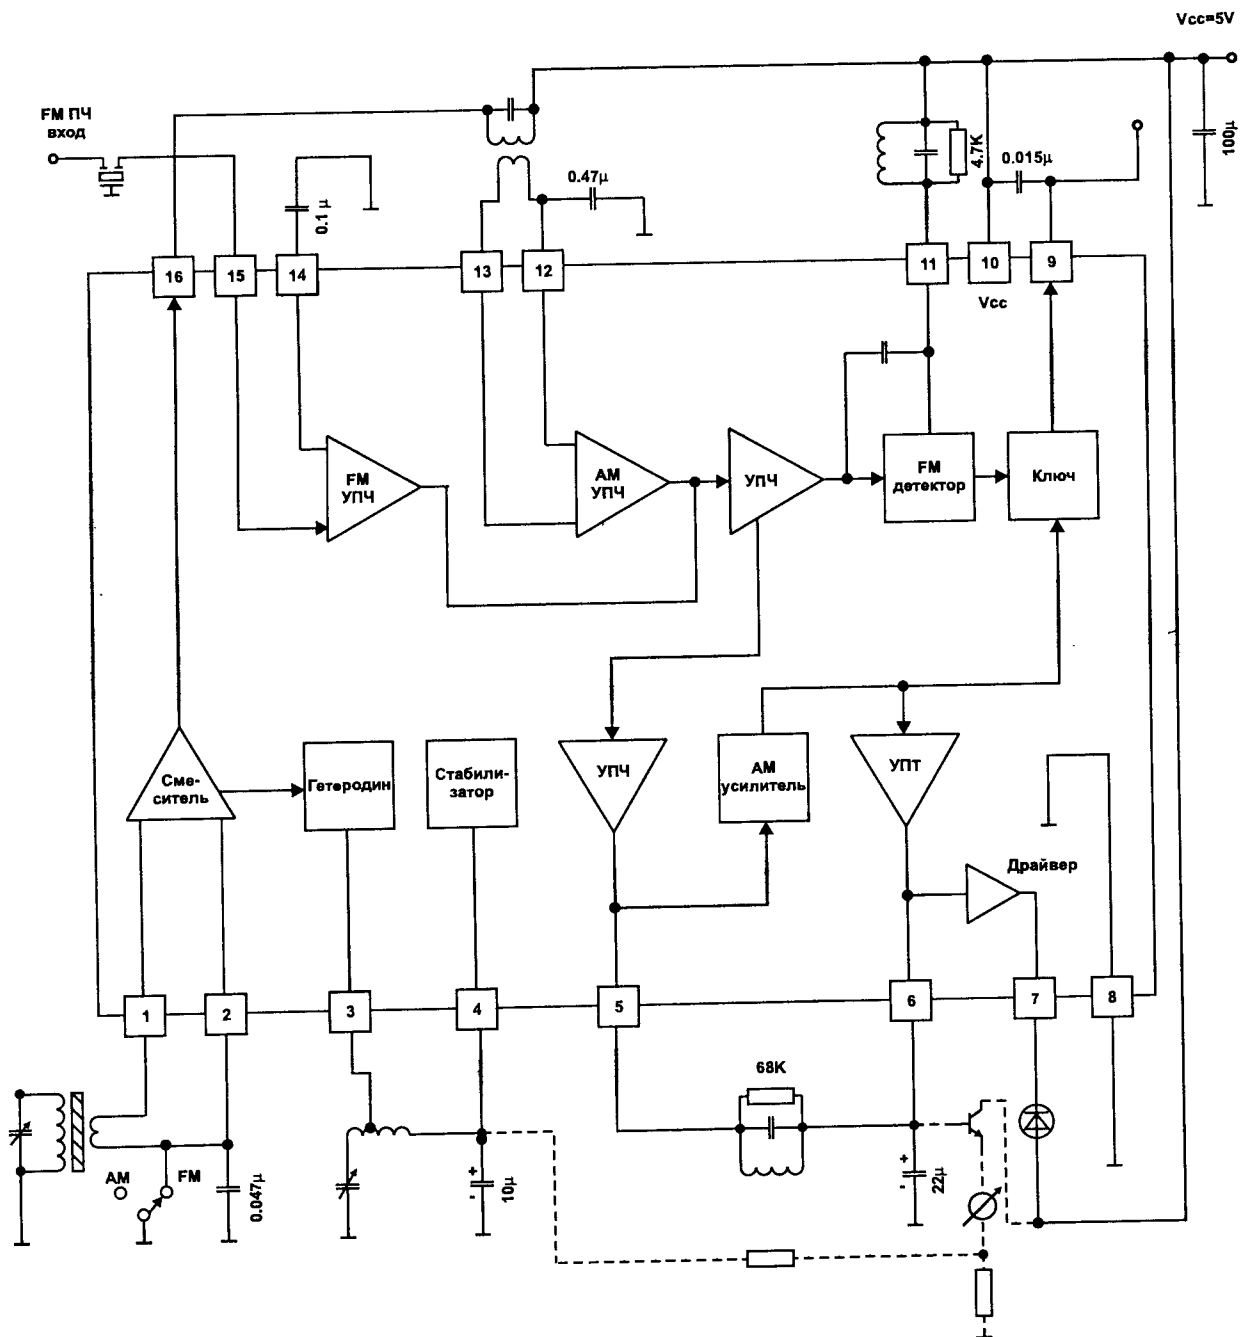 Vcc=5V
FM ПЧ
вход
100µ
4.7K
0.015µ
0.1 µ
0.47µ
16
15
14
13
12
11
10
9
Vcc
FM
УПЧ
АМ
УПЧ
УПЧ
FM
детектор
Ключ
Сме-
ситель
Гетеродин
Стабили-
затор
УПЧ
АМ
усилитель
УПТ
Драйвер
1
2
3
4
5
6
7
8
68K
AM
FM
0.047µ
+
-
10µ
+
-
22µ